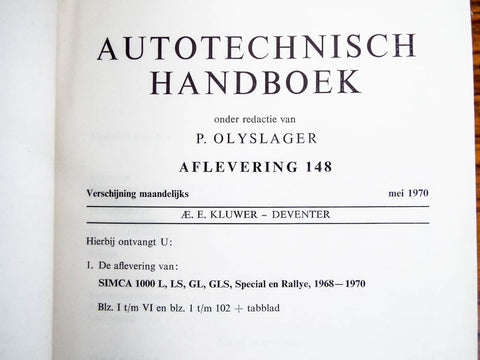 AUTOTECHNISCH
HANDBOEK
onder redactie van
P. OLYSLAGER
AFLEVERING 148
Verschijning maandelijks mei 1970
Æ. E. KLUWER – DEVENTER
Hierbij ontvangt U:
1. De aflevering van:
SIMCA 1000 L, LS, GL, GLS, Special en Rallye, 1968—1970
Blz. I t/m VI en blz. 1 t/m 102 + tabblad